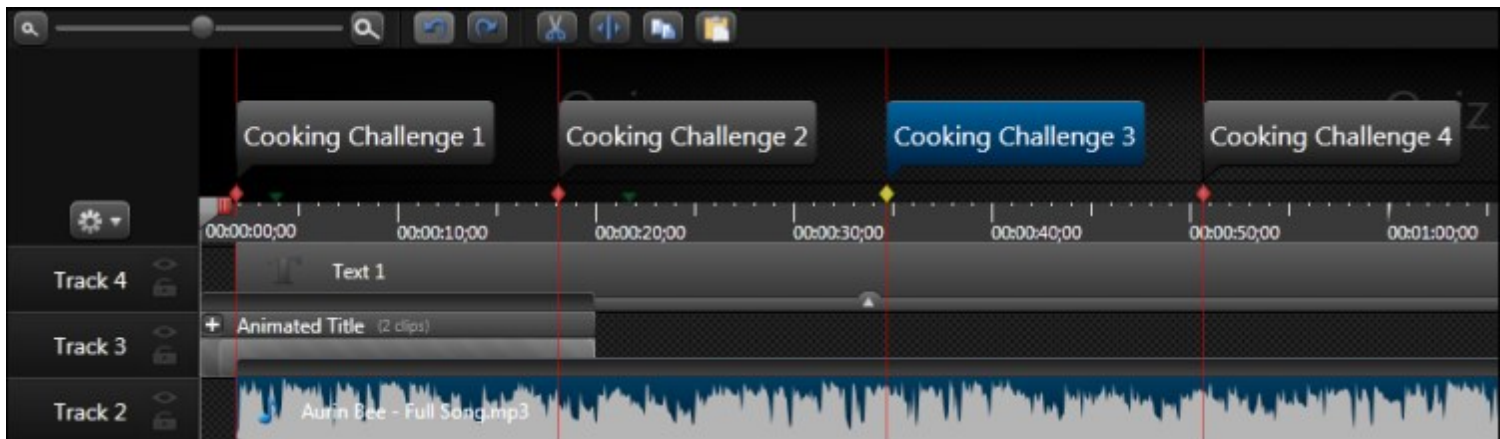 Cooking Challenge 1
Cooking Challenge 2
Cooking Challenge 3
Cooking Challenge 4
00:00:00;00
00:00:10;00
00:00:20;00
00:00:30;00
00:00:40;00
00:00:50;00
00:01:00;00
Track 4
Text 1
Track 3
Animated Title (2 clips)
Track 2
Aurin Bee - Full Song.mp3